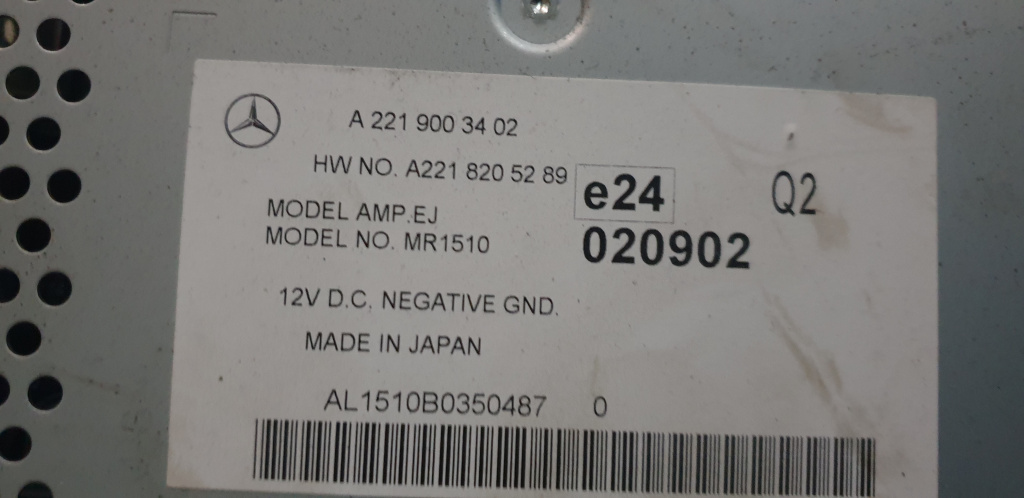 A 221 900 34 02
HW NO. A221 820 52 89
e24
Q2
MODEL AMP.EJ
MODEL NO. MR1510
020902
12V D.C. NEGATIVE GND.
MADE IN JAPAN
AL1510B0350487 0